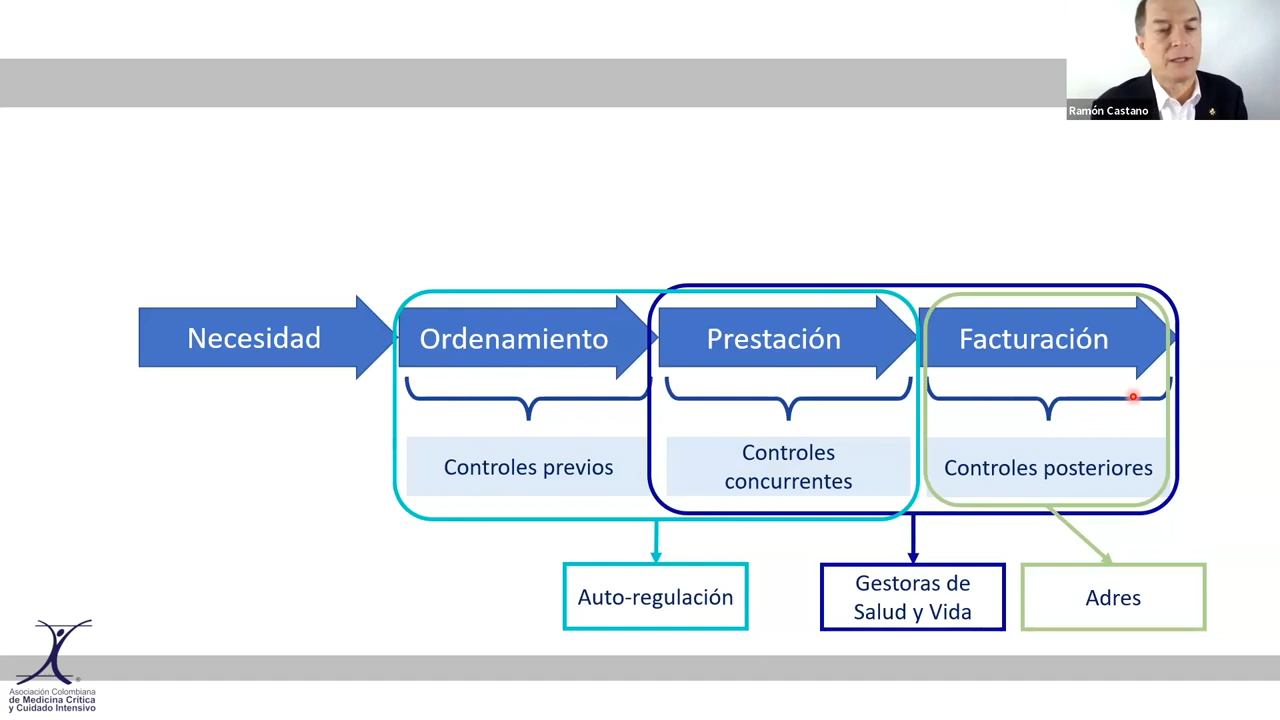 Ramón Castano
Necesidad
Ordenamiento
Prestación
Facturación
Controles previos
Controles
concurrentes
Controles posteriores
Auto-regulación
Gestoras de
Salud y Vida
Adres
Asociación Colombiana
de Medicina Crítica
y Cuidado Intensivo